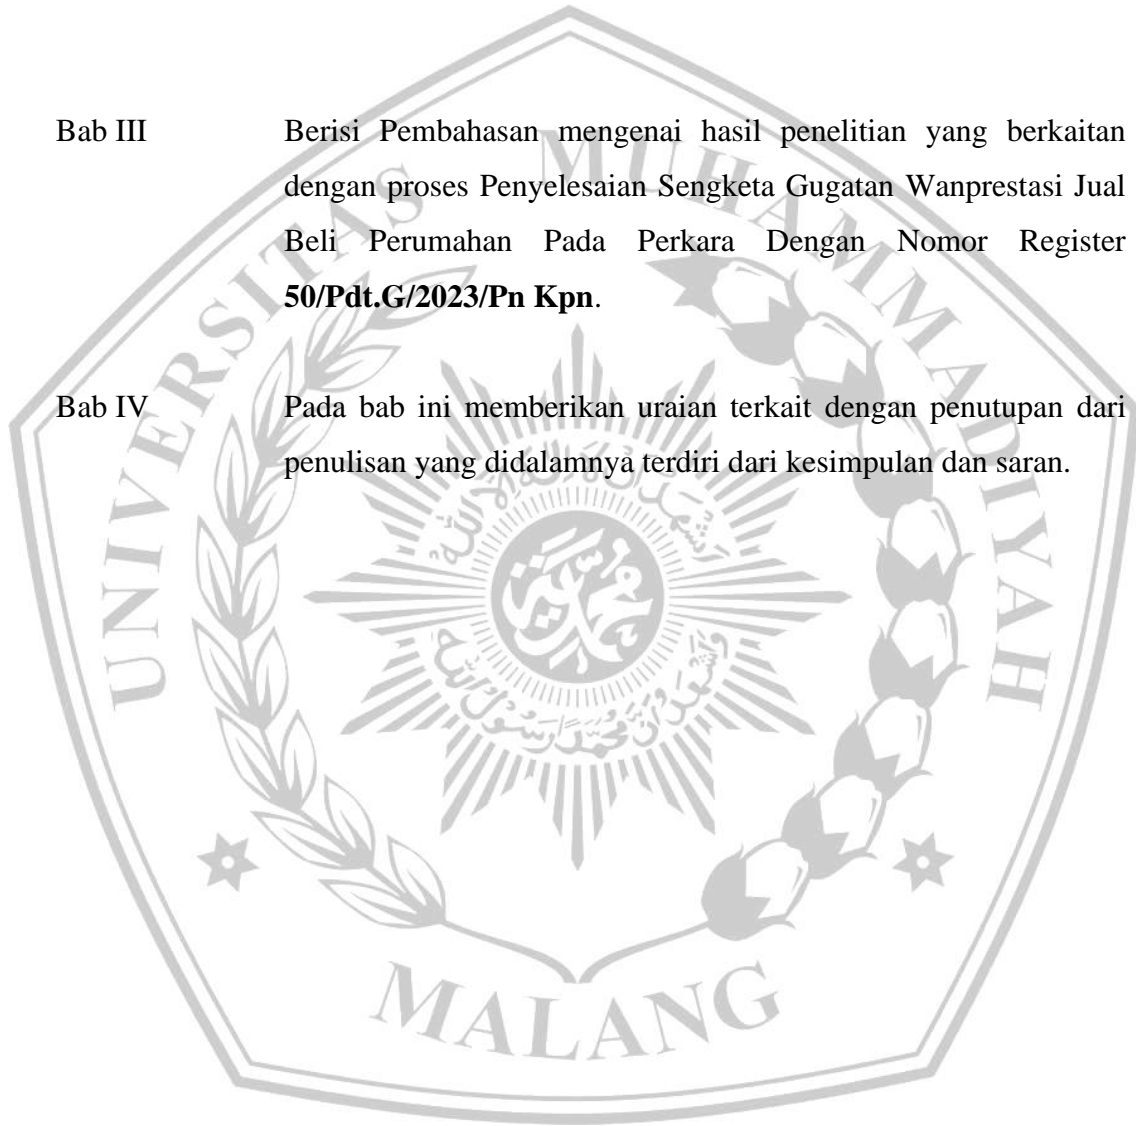 Bab III Berisi Pembahasan mengenai hasil penelitian yang berkaitan
dengan proses Penyelesaian Sengketa Gugatan Wanprestasi Jual
Beli Perumahan Pada Perkara Dengan Nomor Register
50/Pdt.G/2023/Pn Kpn.
Bab IV Pada bab ini memberikan uraian terkait dengan penutupan dari
penulisan yang didalamnya terdiri dari kesimpulan dan saran.
UNIVERSITAS MUHAMMADIYAH
MALANG